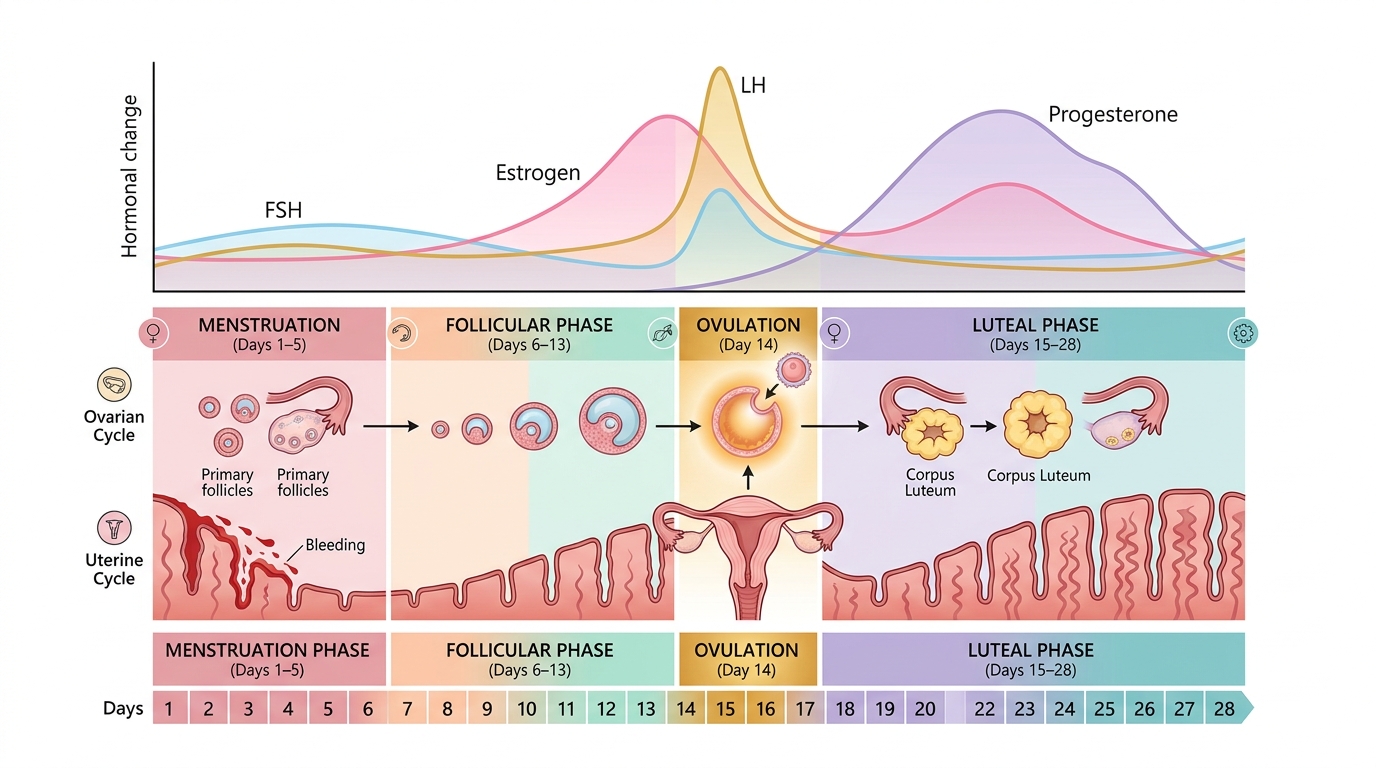 Hormonal change
FSH
Estrogen
LH
Progesterone
MENSTRUATION
(Days 1–5)
FOLLICULAR PHASE
(Days 6–13)
OVULATION
(Day 14)
LUTEAL PHASE
(Days 15–28)
Ovarian
Cycle
Primary
follicles
Primary
follicles
Corpus
Luteum
Corpus Luteum
Uterine
Cycle
Bleeding
MENSTRUATION PHASE
(Days 1–5)
FOLLICULAR PHASE
(Days 6–13)
OVULATION
(Day 14)
LUTEAL PHASE
(Days 15–28)
Days 1 2 3 4 5 6 7 8 9 10 11 12 13 14 15 16 17 18 19 20 22 23 24 25 26 27 28